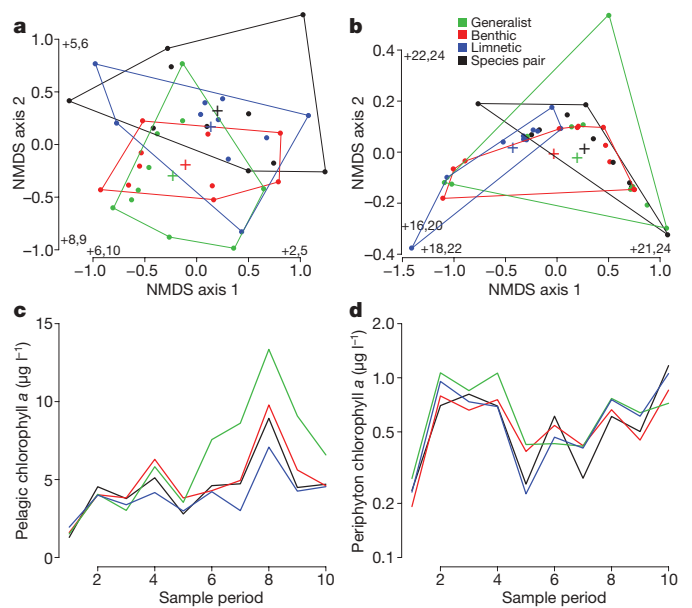 a
b
Generalist
Benthic
Limnetic
Species pair
NMDS axis 2
1.0
0.5
0.0
−0.5
−1.0
+5,6
+8,9
+6,10
+2,5
−1.0 −0.5 0.0 0.5 1.0
NMDS axis 1
NMDS axis 2
0.4
0.2
0.0
−0.2
−0.4
+22,24
+16,20
+18,22
+21,24
−1.5 −1.0 −0.5 0.0 0.5 1.0
NMDS axis 1
c
Pelagic chlorophyll a (µg l−1)
15
10
5
0
2 4 6 8 10
Sample period
d
Periphyton chlorophyll a (µg l−1)
2.0
1.0
0.5
0.2
0.1
2 4 6 8 10
Sample period